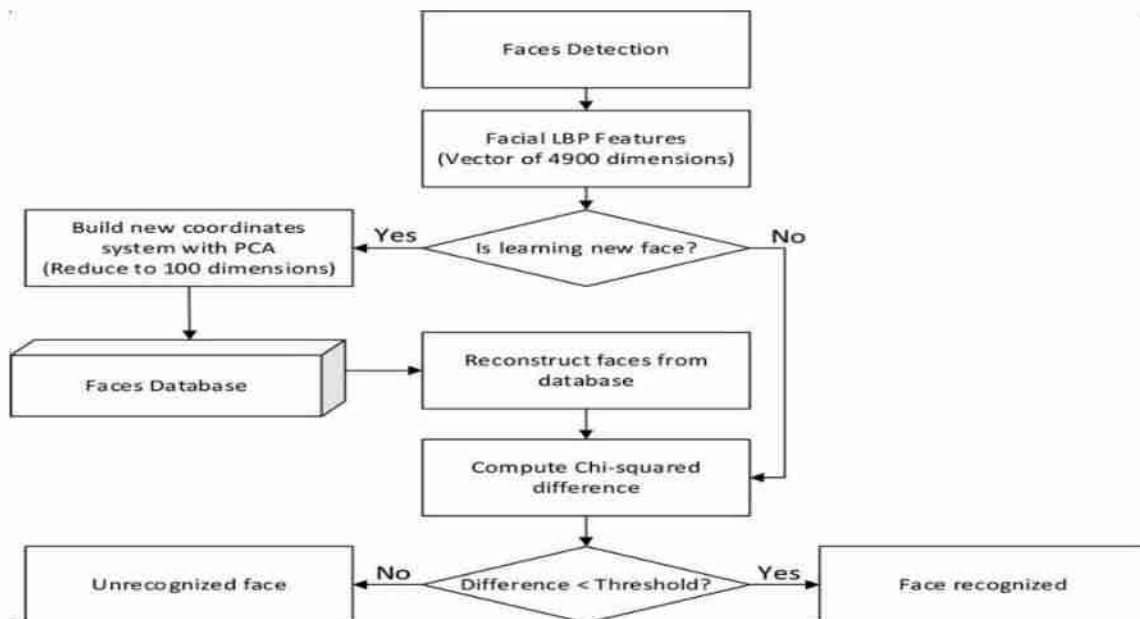 Faces Detection
Facial LBP Features
(Vector of 4900 dimensions)
Build new coordinates
system with PCA
(Reduce to 100 dimensions)
Yes
Is learning new face?
No
Faces Database
Reconstruct faces from
database
Compute Chi-squared
difference
Unrecognized face
No
Difference < Threshold?
Yes
Face recognized